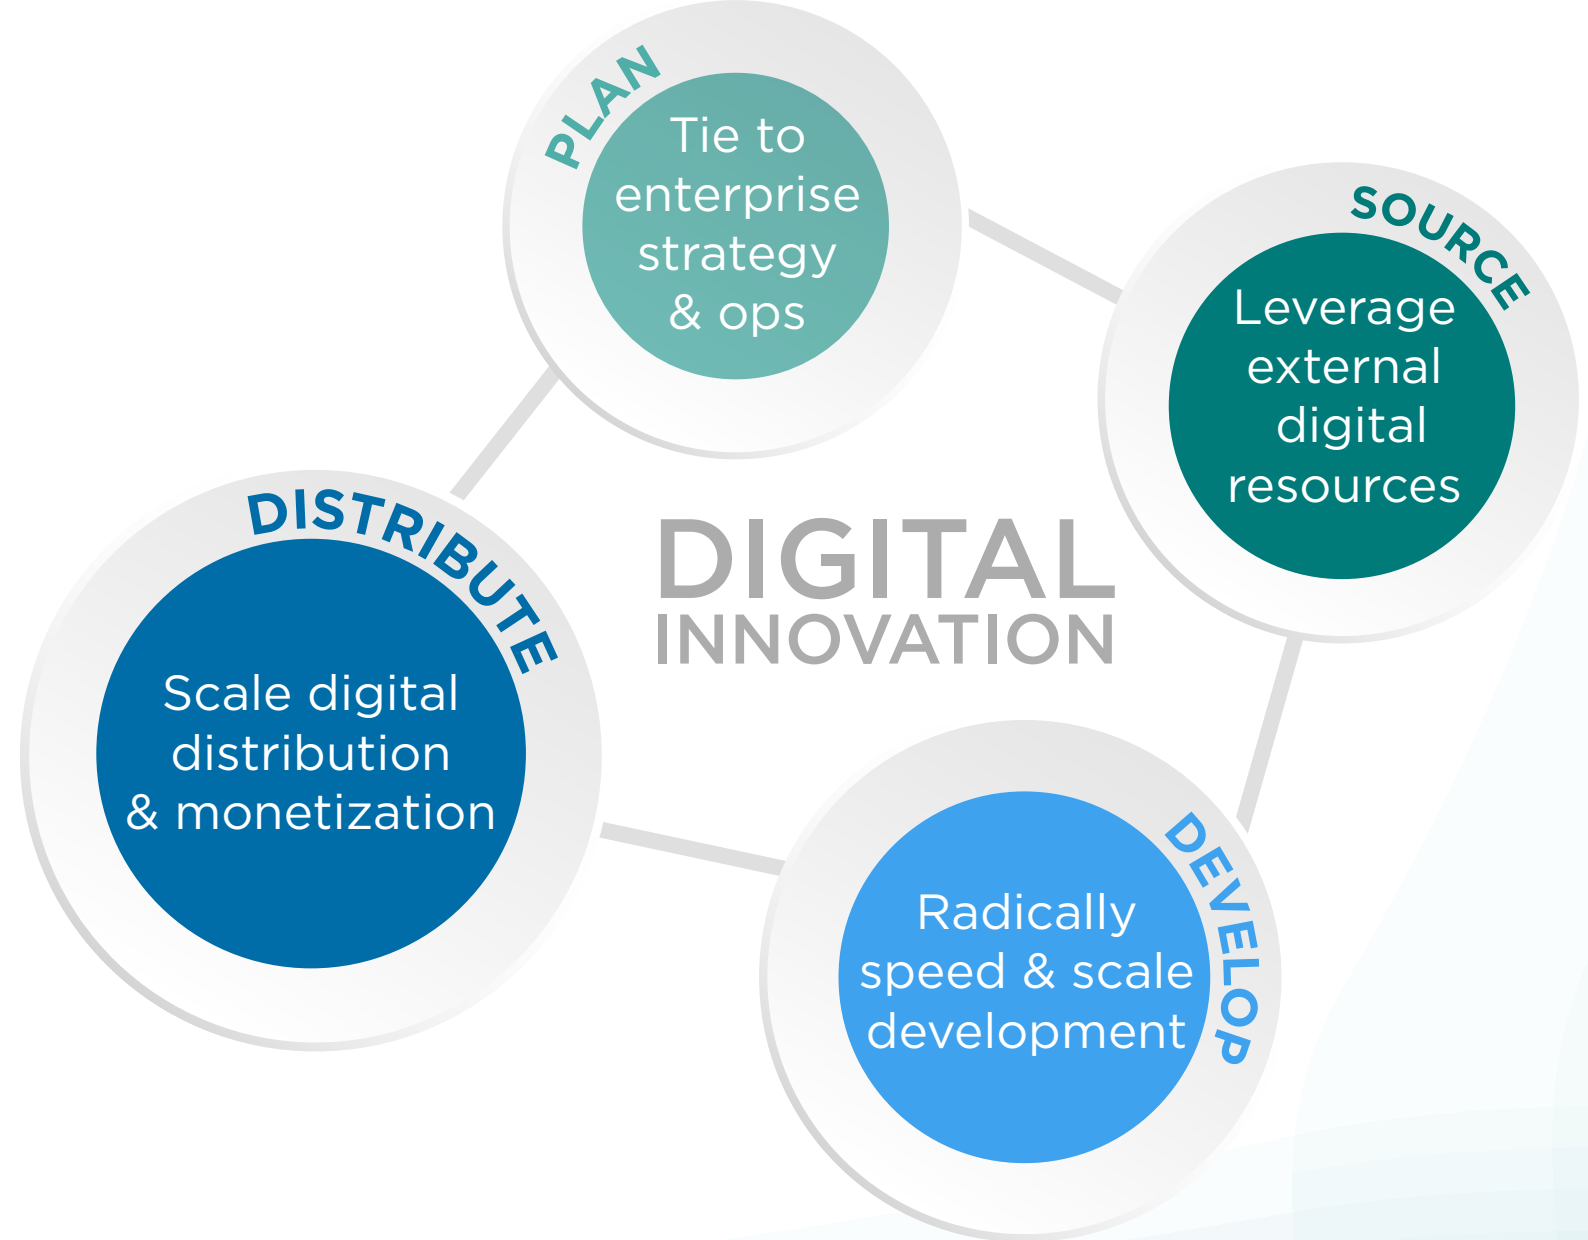 PLAN
Tie to
enterprise
strategy
& ops
SOURCE
Leverage
external
digital
resources
DIGITAL
INNOVATION
DISTRIBUTE
Scale digital
distribution
& monetization
DEVELOP
Radically
speed & scale
development